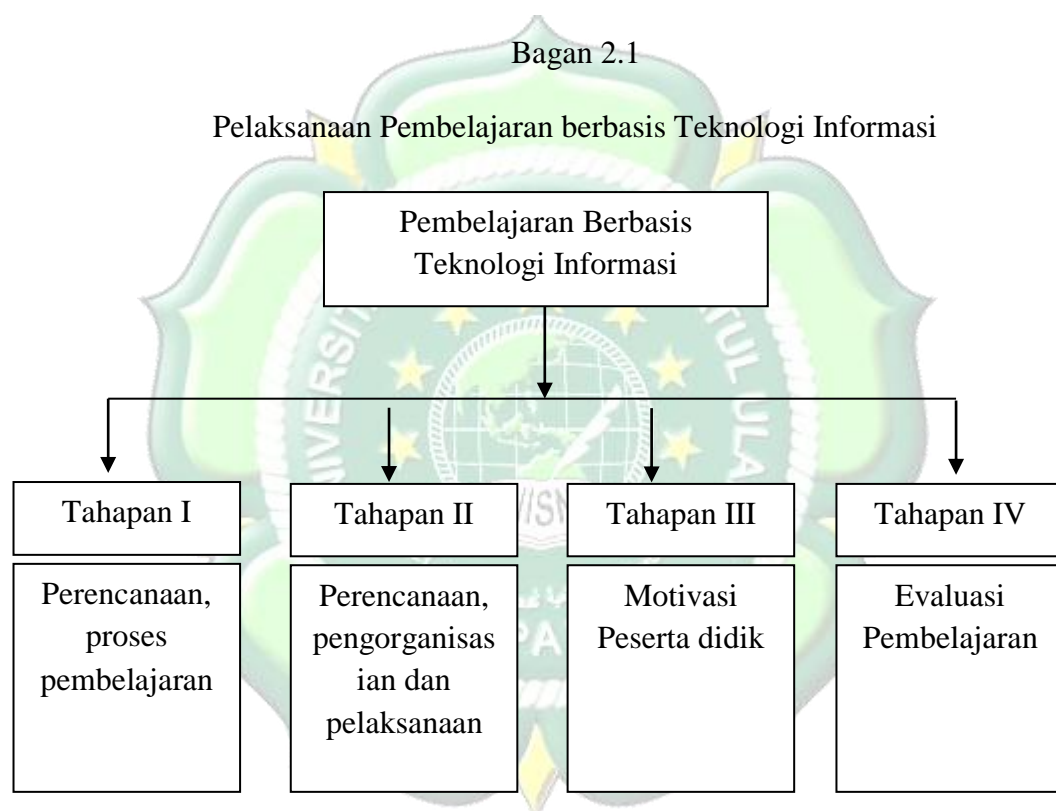 Bagan 2.1
Pelaksanaan Pembelajaran berbasis Teknologi Informasi
Pembelajaran Berbasis
Teknologi Informasi
Tahapan I
Tahapan II
Tahapan III
Tahapan IV
Perencanaan,
proses
pembelajaran
Perencanaan,
pengorganisas
ian dan
pelaksanaan
Motivasi
Peserta didik
Evaluasi
Pembelajaran